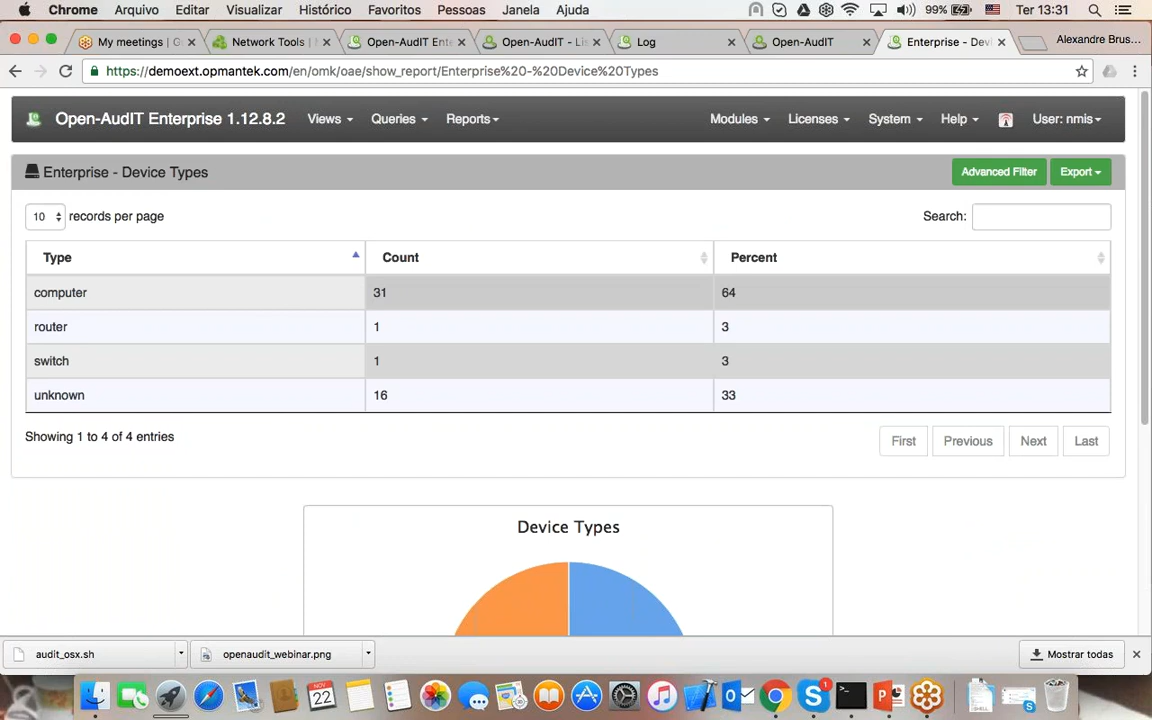 Chrome Arquivo Editar Visualizar Histórico Favoritos Pessoas Janela Ajuda 99% Ter 13:31
My meetings | G
Network Tools |
Open-AudIT Ente
Open-AudIT - Lis
Log
Open-AudIT
Enterprise - Devi
Alexandre Brus...
https://demoext.opmantek.com/en/omk/oae/show_report/Enterprise%20-%20Device%20Types
Open-AudIT Enterprise 1.12.8.2 Views Queries Reports Modules Licenses System Help User: nmis
Enterprise - Device Types Advanced Filter Export
10 records per page Search:
Type Count Percent
computer 31 64
router 1 3
switch 1 3
unknown 16 33
Showing 1 to 4 of 4 entries First Previous Next Last
Device Types
audit_osx.sh openaudit_webinar.png Mostrar todas
NOV
22
1